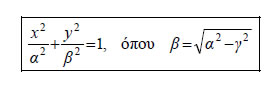 x²/α² + y²/β² =1, όπου β=√(α²−γ²)